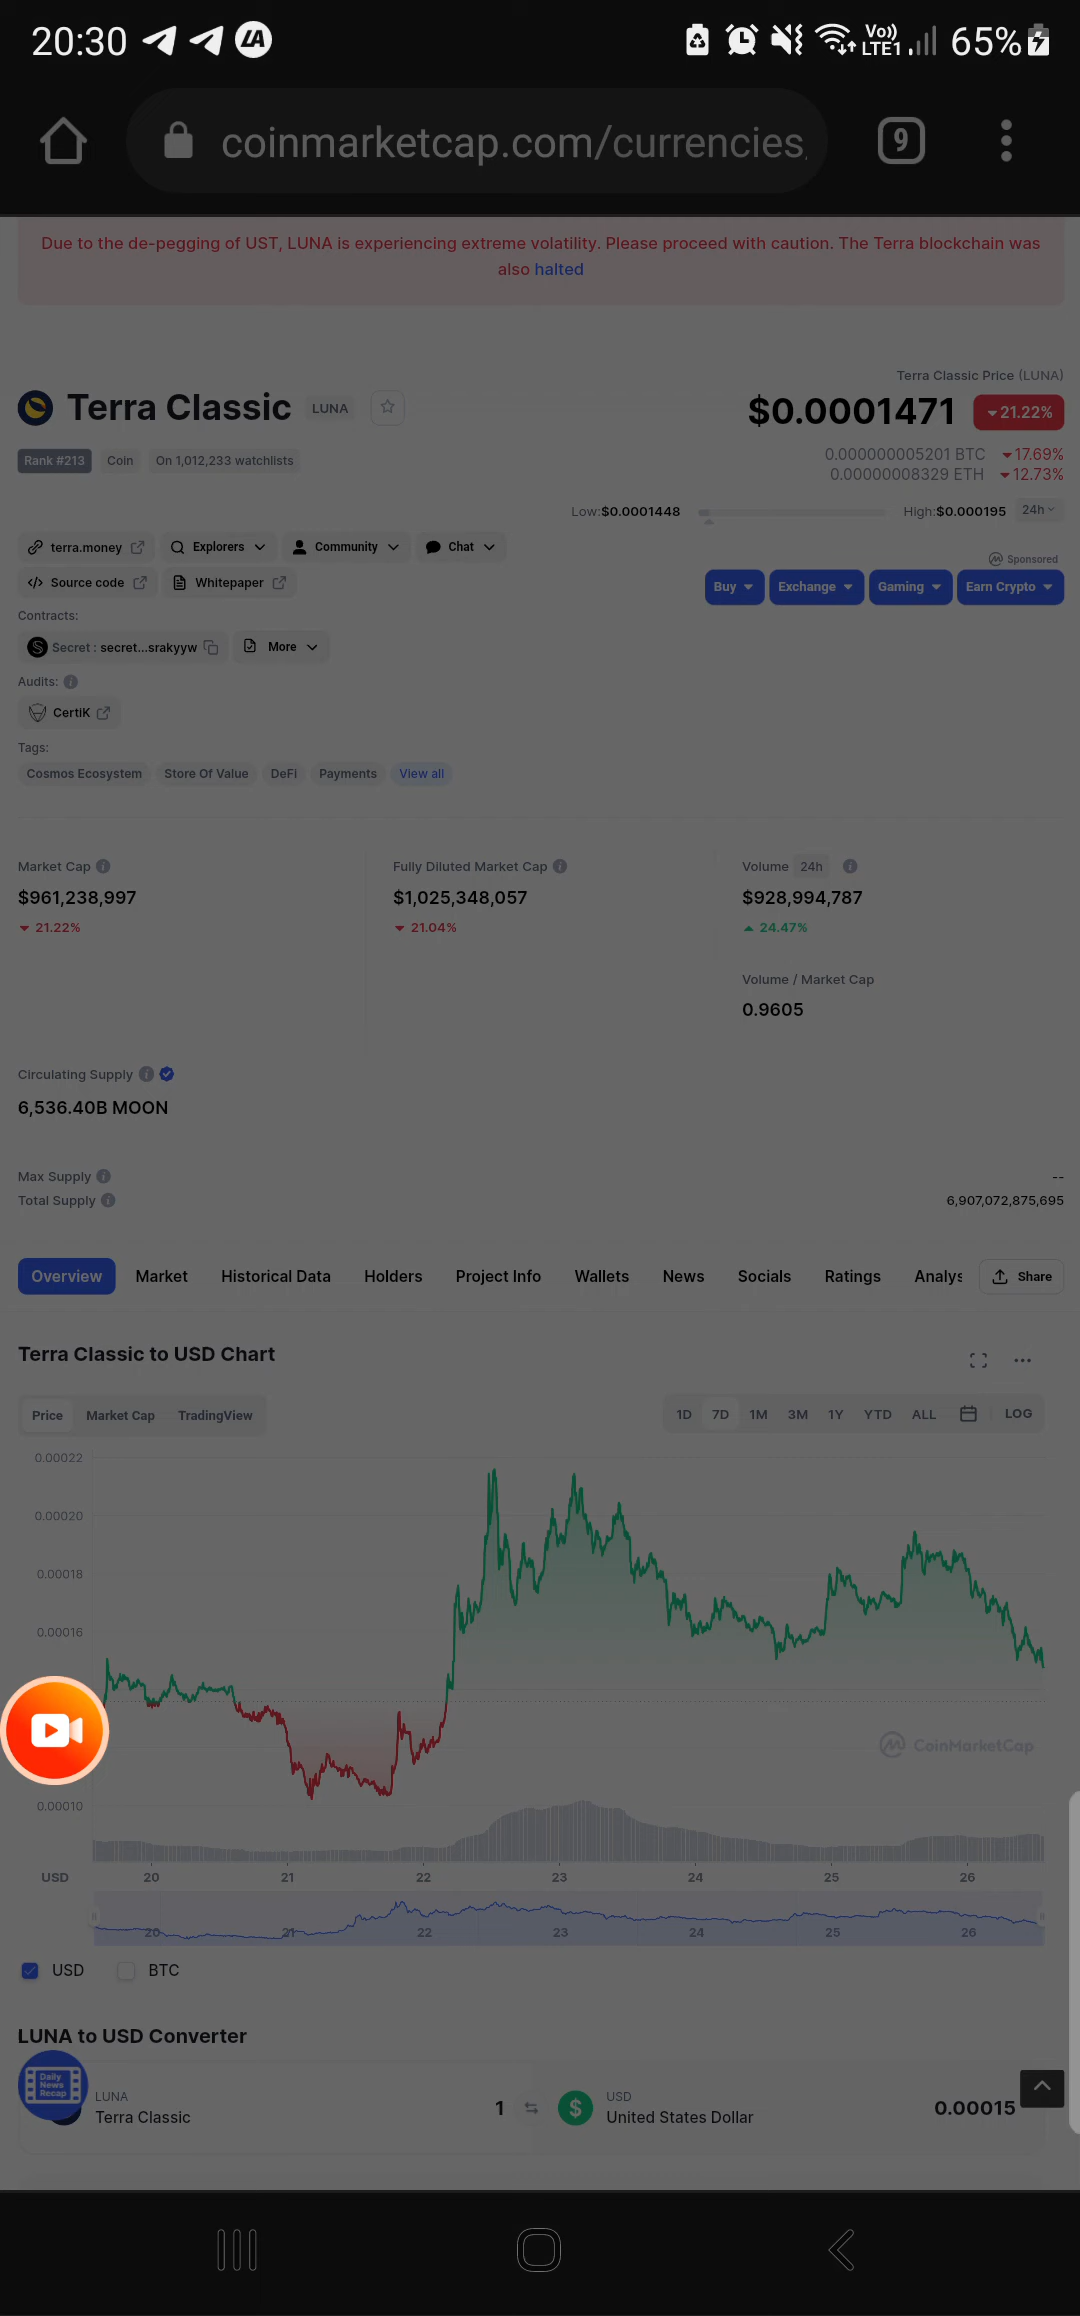 20:30 LA Vo)) LTE1 65%
coinmarketcap.com/currencies 9
Due to the de-pegging of UST, LUNA is experiencing extreme volatility. Please proceed with caution. The Terra blockchain was
also halted
Terra Classic Price (LUNA)
Terra Classic LUNA $0.0001471 21.22%
Rank #213 Coin On 1,012,233 watchlists 0.000000005201 BTC 17.69%
0.00000008329 ETH 12.73%
Low:$0.0001448 High:$0.000195 24h
terra.money Explorers Community Chat
Sponsored
Source code Whitepaper Buy Exchange Gaming Earn Crypto
Contracts:
Secret : secret...srakyyw More
Audits:
CertiK
Tags:
Cosmos Ecosystem Store Of Value DeFi Payments View all
Market Cap Fully Diluted Market Cap Volume 24h
$961,238,997 $1,025,348,057 $928,994,787
21.22% 21.04% 24.47%
Volume / Market Cap
0.9605
Circulating Supply
6,536.40B MOON
Max Supply --
Total Supply 6,907,072,875,695
Overview Market Historical Data Holders Project Info Wallets News Socials Ratings Analys Share
Terra Classic to USD Chart
Price Market Cap TradingView 1D 7D 1M 3M 1Y YTD ALL LOG
0.00022
0.00020
0.00018
0.00016
CoinMarketCap
0.00010
USD 20 21 22 23 24 25 26
20 21 22 23 24 25 26
USD BTC
LUNA to USD Converter
Daily News Recap
LUNA USD
Terra Classic 1 $ United States Dollar 0.00015